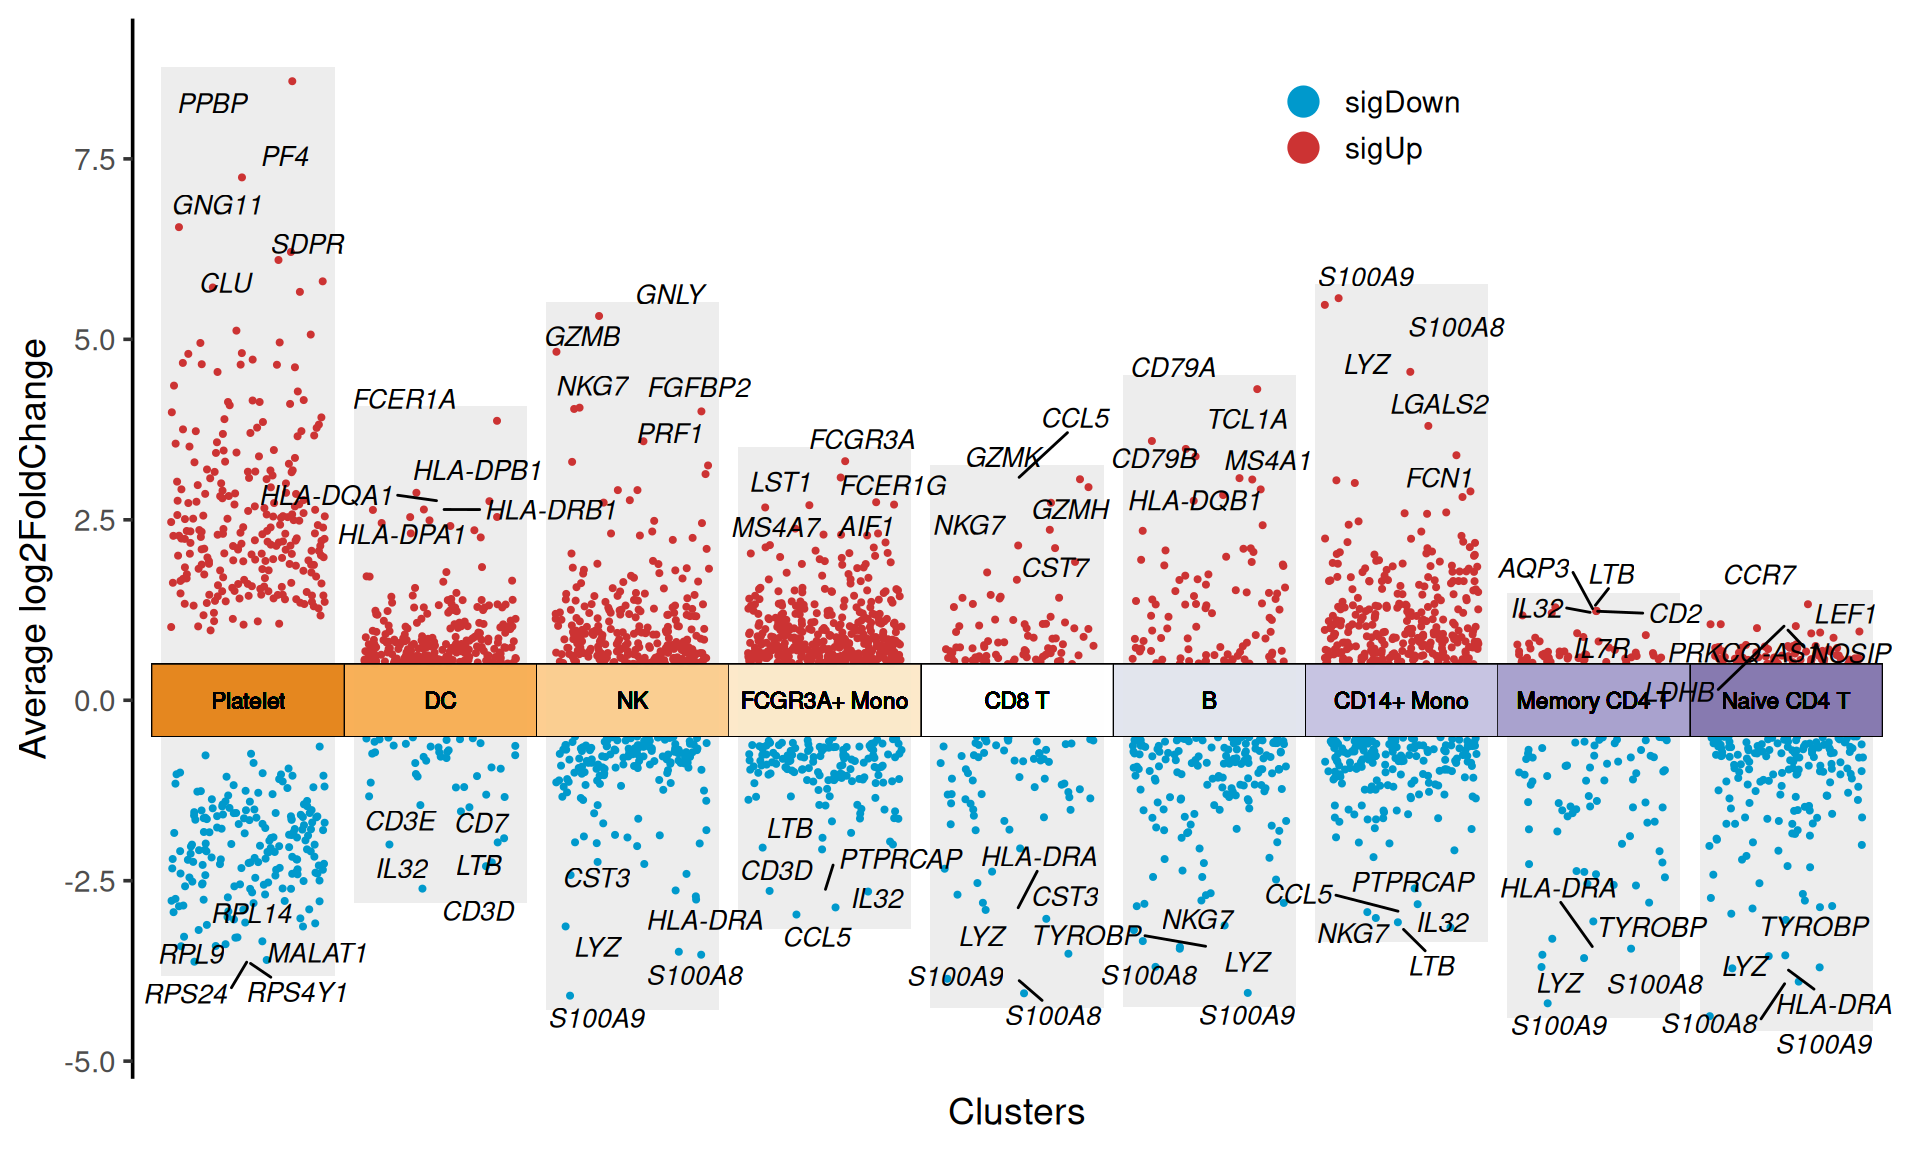 sigDown
sigUp
Average log2FoldChange
7.5
5.0
2.5
0.0
-2.5
-5.0
PPBP
PF4
GNG11
SDPR
CLU
FCER1A
HLA-DPB1
HLA-DQA1
HLA-DRB1
HLA-DPA1
GNLY
GZMB
NKG7
FGFBP2
PRF1
FCGR3A
LST1
FCER1G
MS4A7
AIF1
CCL5
GZMK
GZMH
NKG7
CST7
CD79A
TCL1A
CD79B
MS4A1
HLA-DQB1
S100A9
S100A8
LYZ
LGALS2
FCN1
AQP3
LTB
IL32
CD2
IL7R
CCR7
LEF1
PRKCQ-AS1
NOSIP
LDHB
Platelet
DC
NK
FCGR3A+ Mono
CD8 T
B
CD14+ Mono
Memory CD4 T
Naive CD4 T
RPL14
RPL9
MALAT1
RPS24
RPS4Y1
CD3E
CD7
IL32
LTB
CD3D
CST3
HLA-DRA
LYZ
S100A8
S100A9
LTB
CD3D
PTPRCAP
IL32
CCL5
HLA-DRA
CST3
LYZ
S100A9
S100A8
NKG7
TYROBP
S100A8
LYZ
S100A9
CCL5
PTPRCAP
NKG7
IL32
LTB
HLA-DRA
TYROBP
LYZ
S100A8
S100A9
TYROBP
LYZ
HLA-DRA
S100A8
S100A9
Clusters